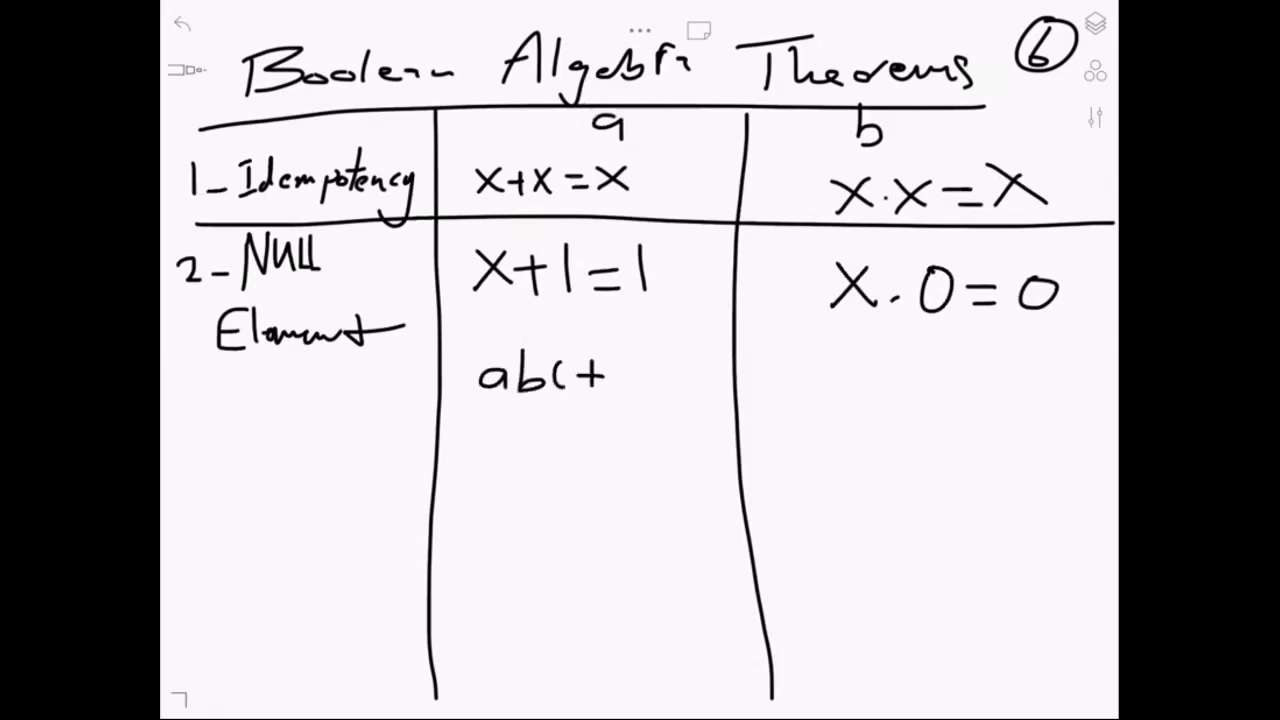 Boolean Algebra Theorems 6
a b
1- Idempotency x+x=x x·x=x
2- Null x+1=1 x·0=0
Element
abc+